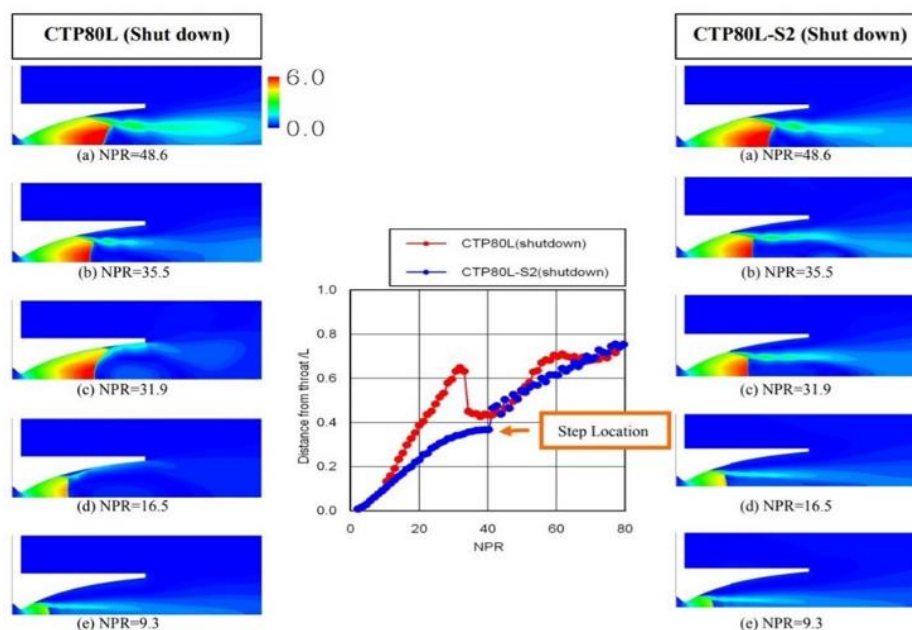 CTP80L (Shut down)
6.0
0.0
(a) NPR=48.6
(b) NPR=35.5
(c) NPR=31.9
(d) NPR=16.5
(e) NPR=9.3
CTP80L(shutdown)
CTP80L-S2(shutdown)
1.0
0.8
0.6
0.4
0.2
0.0
Distance from throat /L
Step Location
0 20 40 60 80
NPR
CTP80L-S2 (Shut down)
(a) NPR=48.6
(b) NPR=35.5
(c) NPR=31.9
(d) NPR=16.5
(e) NPR=9.3